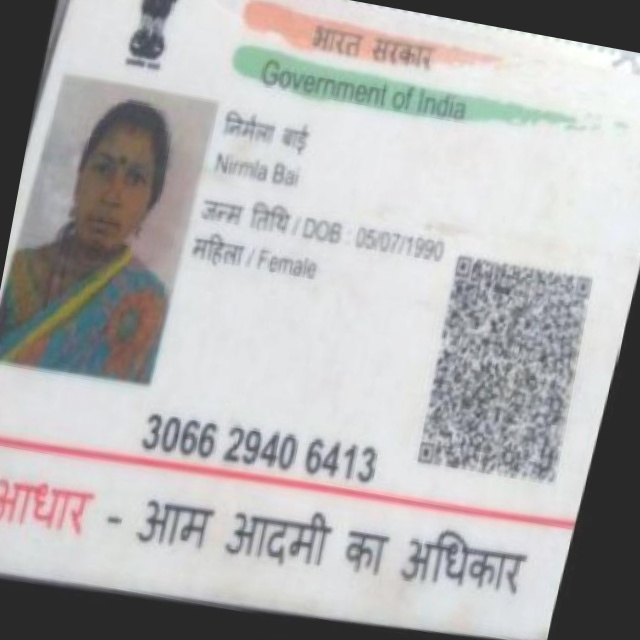 भारत सरकार
Government of India
निर्मला बाई
Nirmla Bai
जन्म तिथि / DOB : 05/07/1990
महिला / Female
3066 2940 6413
आधार - आम आदमी का अधिकार